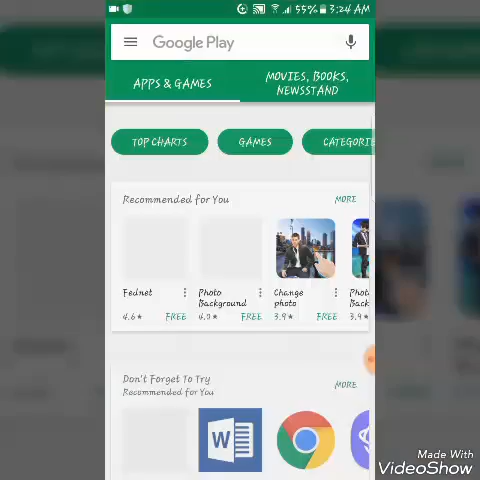 55% 3:24 AM
Google Play
APPS & GAMES
MOVIES, BOOKS,
NEWSSTAND
TOP CHARTS
GAMES
CATEGORIE
Recommended for You
MORE
Fednet
4.6★ FREE
Photo
Background
4.0★ FREE
Change
photo
3.9★ FREE
Phot
Back
3.9★
Don't Forget To Try
Recommended for You
MORE
W
Made With
VideoShow